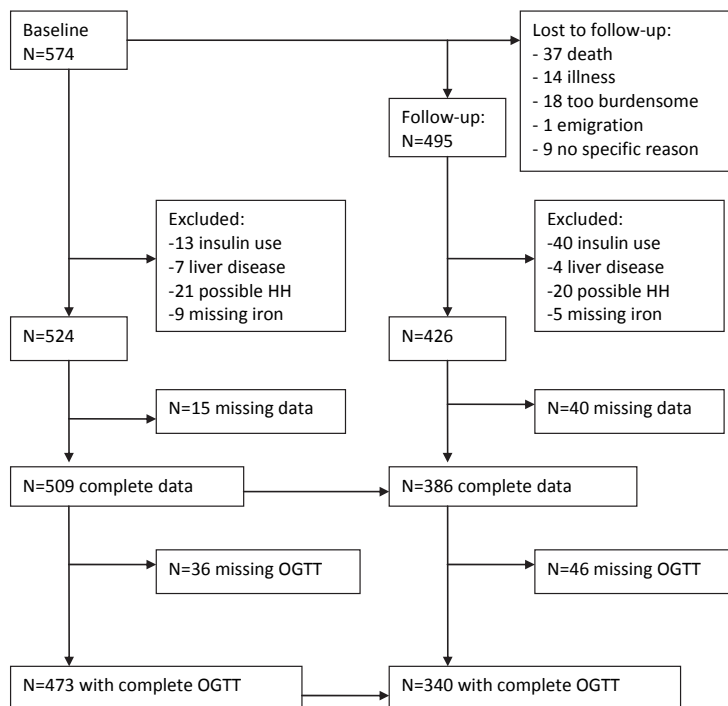 Baseline
N=574
Lost to follow-up:
- 37 death
- 14 illness
- 18 too burdensome
- 1 emigration
- 9 no specific reason
Follow-up:
N=495
Excluded:
-13 insulin use
-7 liver disease
-21 possible HH
-9 missing iron
Excluded:
-40 insulin use
-4 liver disease
-20 possible HH
-5 missing iron
N=524
N=426
N=15 missing data
N=40 missing data
N=509 complete data
N=386 complete data
N=36 missing OGTT
N=46 missing OGTT
N=473 with complete OGTT
N=340 with complete OGTT